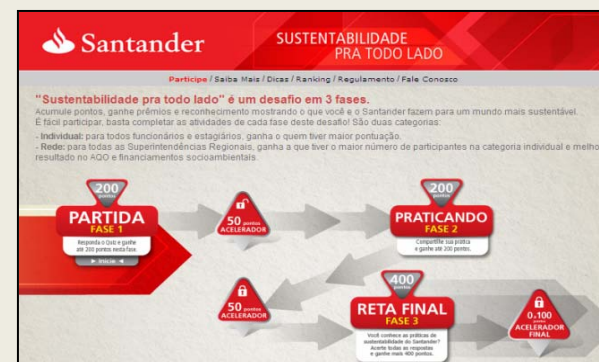 Santander
SUSTENTABILIDADE
PRA TODO LADO
Participe / Saiba Mais / Dicas / Ranking / Regulamento / Fale Conosco
"Sustentabilidade pra todo lado" é um desafio em 3 fases.
Acumule pontos, ganhe prêmios e reconhecimento mostrando o que você e o Santander fazem para um mundo mais sustentável.
É fácil participar, basta completar as atividades de cada fase deste desafio! São duas categorias:
- Individual: para todos funcionários e estagiários, ganha o quem tiver maior pontuação.
- Rede: para todas as Superintendências Regionais, ganha a que tiver o maior número de participantes na categoria individual e melho
resultado no AQO e financiamentos socioambientais.
200
pontos
PARTIDA
FASE 1
Responda o Quiz e ganhe
até 200 pontos nesta fase.
INICIAR
50 pontos
ACELERADOR
200
pontos
PRATICANDO
FASE 2
Compartilhe sua prática
e ganhe até 200 pontos.
50 pontos
ACELERADOR
400
pontos
RETA FINAL
FASE 3
Você conhece as práticas de
sustentabilidade do Santander?
Acerte todas as respostas
e ganhe mais 400 pontos.
0.100
pontos
ACELERADOR
FINAL